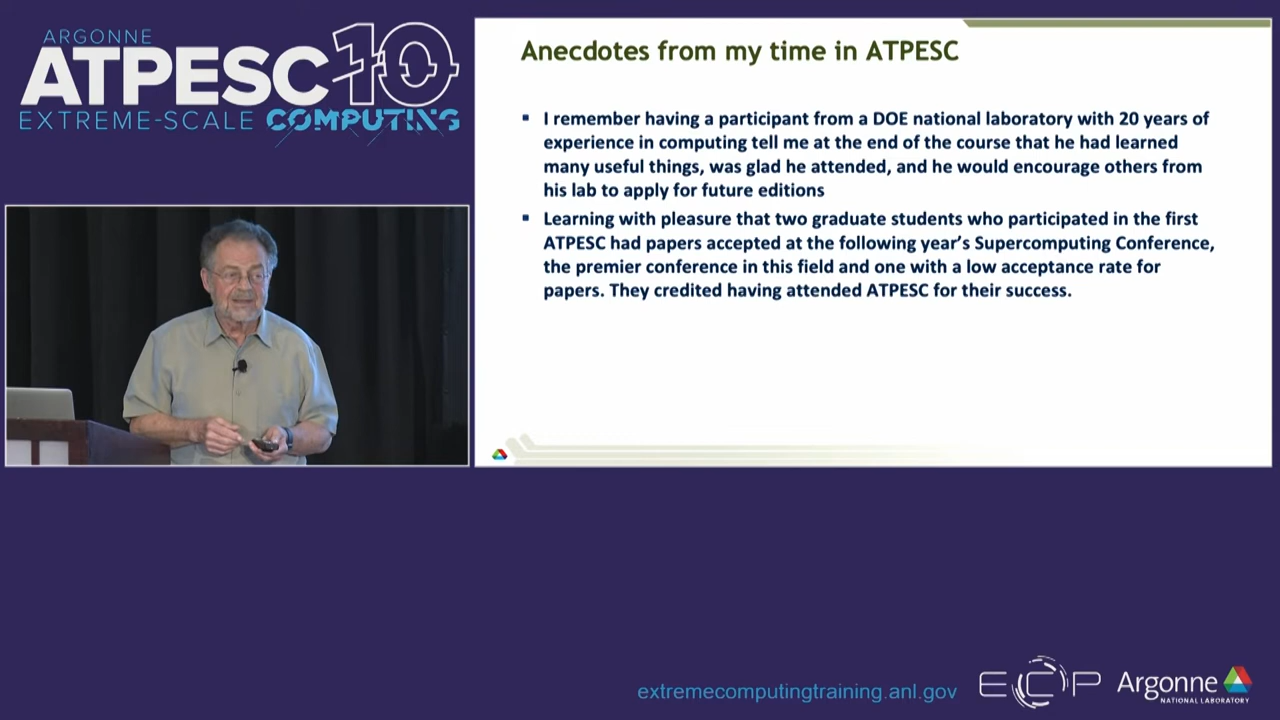 ARGONNE
ATPESC10
EXTREME-SCALE COMPUTING
Anecdotes from my time in ATPESC
▪ I remember having a participant from a DOE national laboratory with 20 years of
experience in computing tell me at the end of the course that he had learned
many useful things, was glad he attended, and he would encourage others from
his lab to apply for future editions
▪ Learning with pleasure that two graduate students who participated in the first
ATPESC had papers accepted at the following year’s Supercomputing Conference,
the premier conference in this field and one with a low acceptance rate for
papers. They credited having attended ATPESC for their success.
extremecomputingtraining.anl.gov
ECP
Argonne
NATIONAL LABORATORY